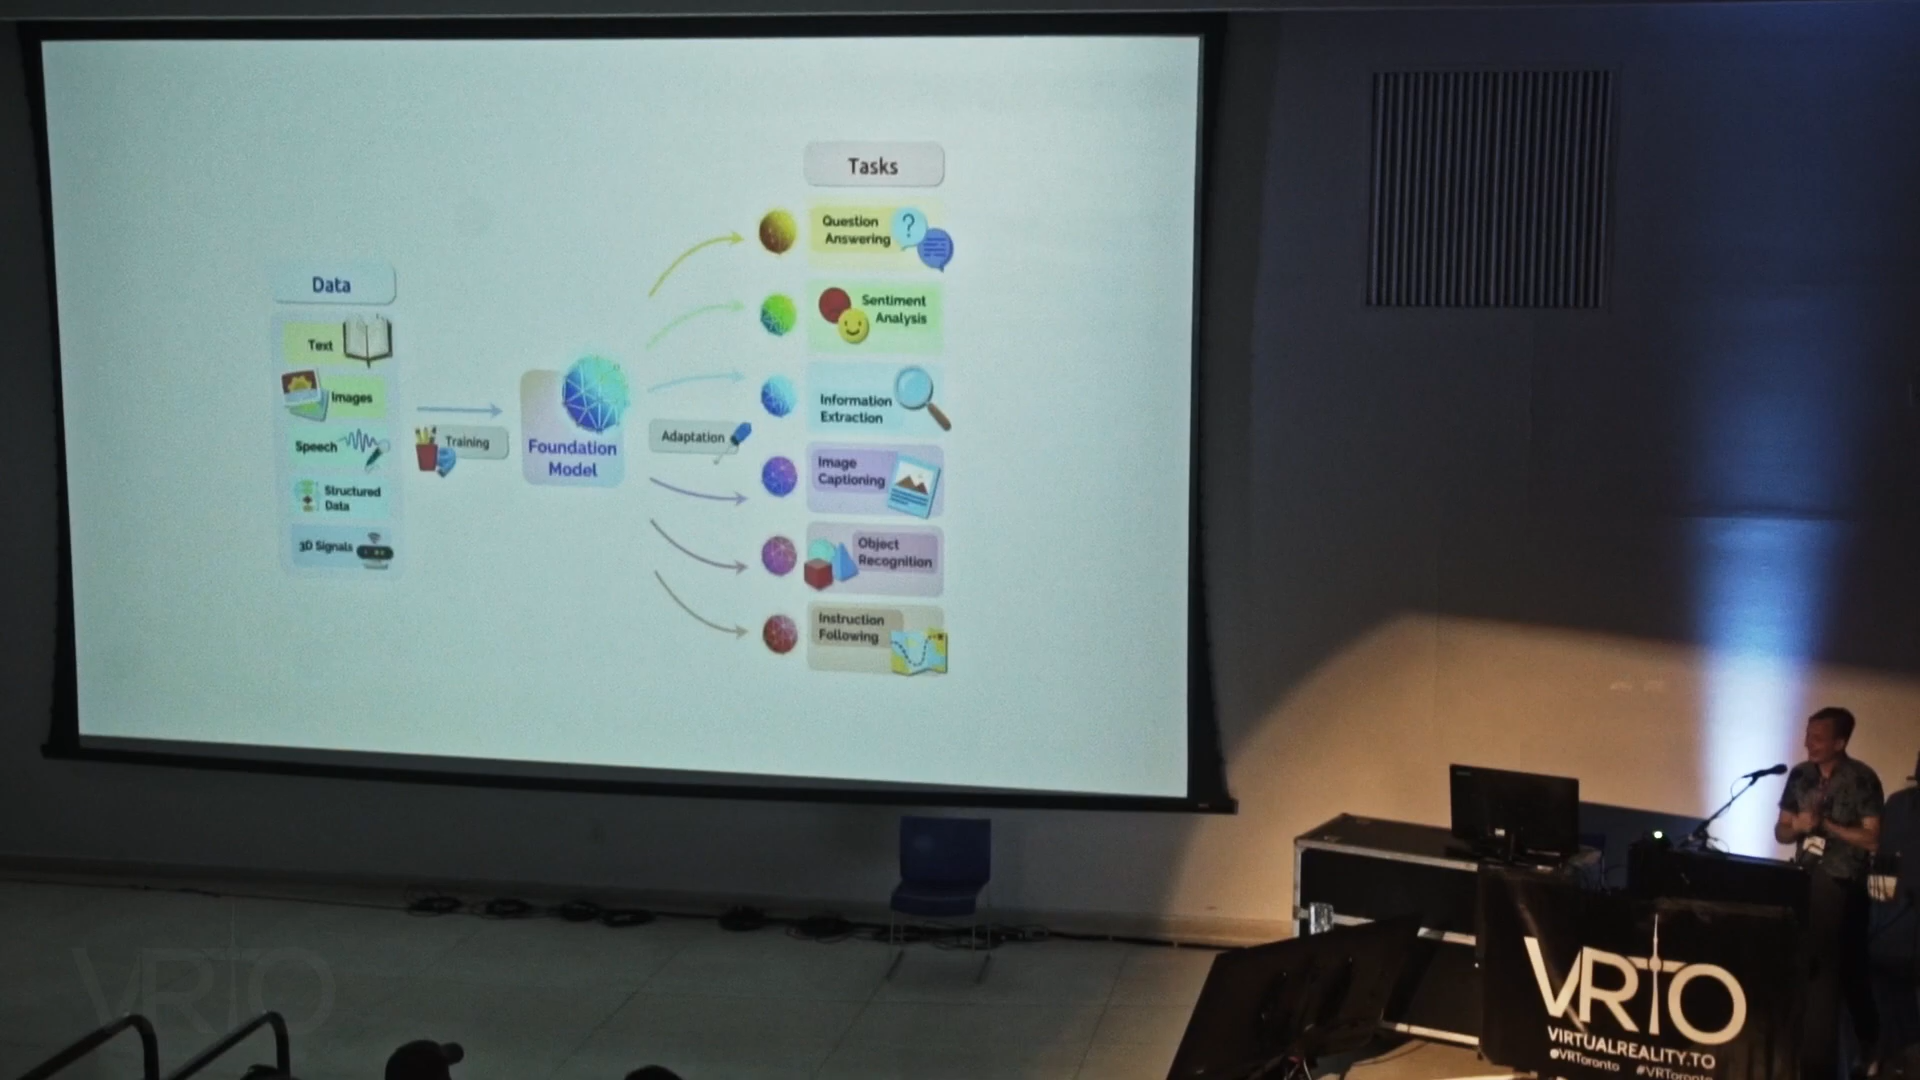 Data
Text
Images
Speech
Structured
Data
3D Signals
Training
Foundation
Model
Adaptation
Tasks
Question
Answering
?
Sentiment
Analysis
Information
Extraction
Image
Captioning
Object
Recognition
Instruction
Following
VRTO
VIRTUALREALITY.TO
@VRToronto #VRToronto
VRTO